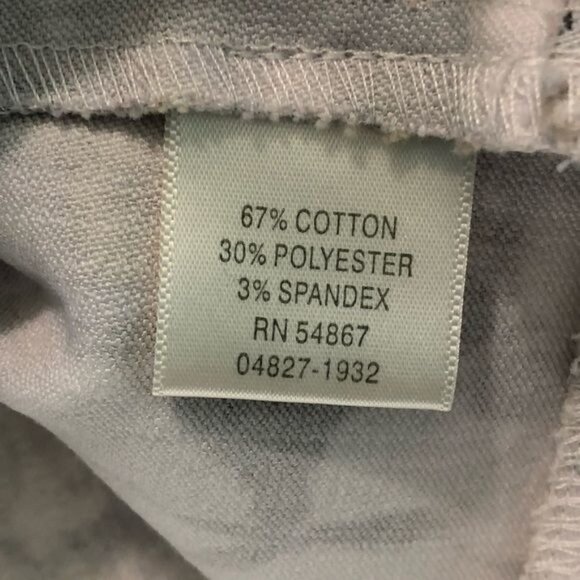 67% COTTON
30% POLYESTER
3% SPANDEX
RN 54867
04827-1932